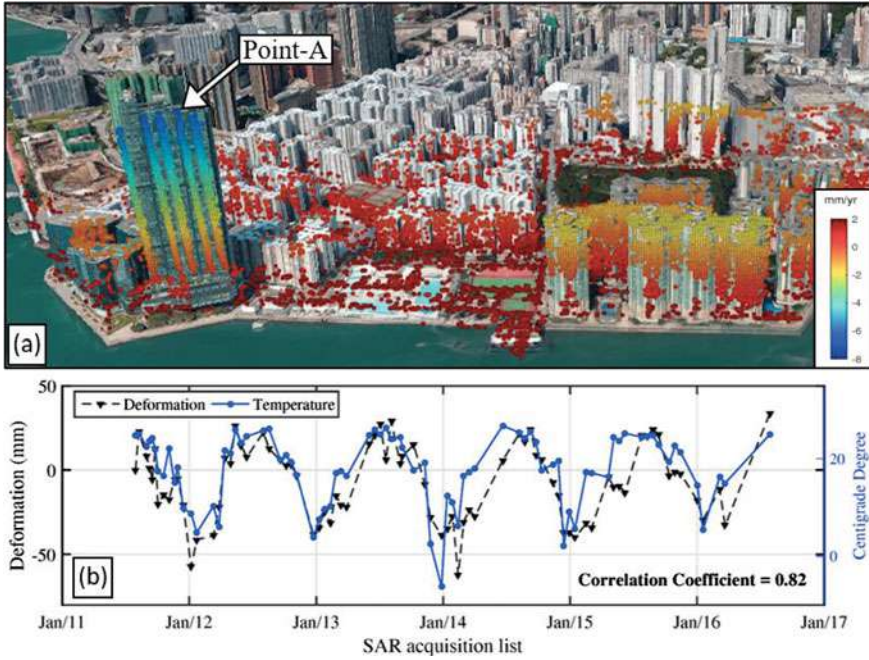 Point-A
mm/yr
2
0
-2
-4
-6
-8
(a)
50
0
-50
Deformation (mm)
Deformation
Temperature
20
0
Centigrade Degree
(b)
Correlation Coefficient = 0.82
Jan/11
Jan/12
Jan/13
Jan/14
Jan/15
Jan/16
Jan/17
SAR acquisition list